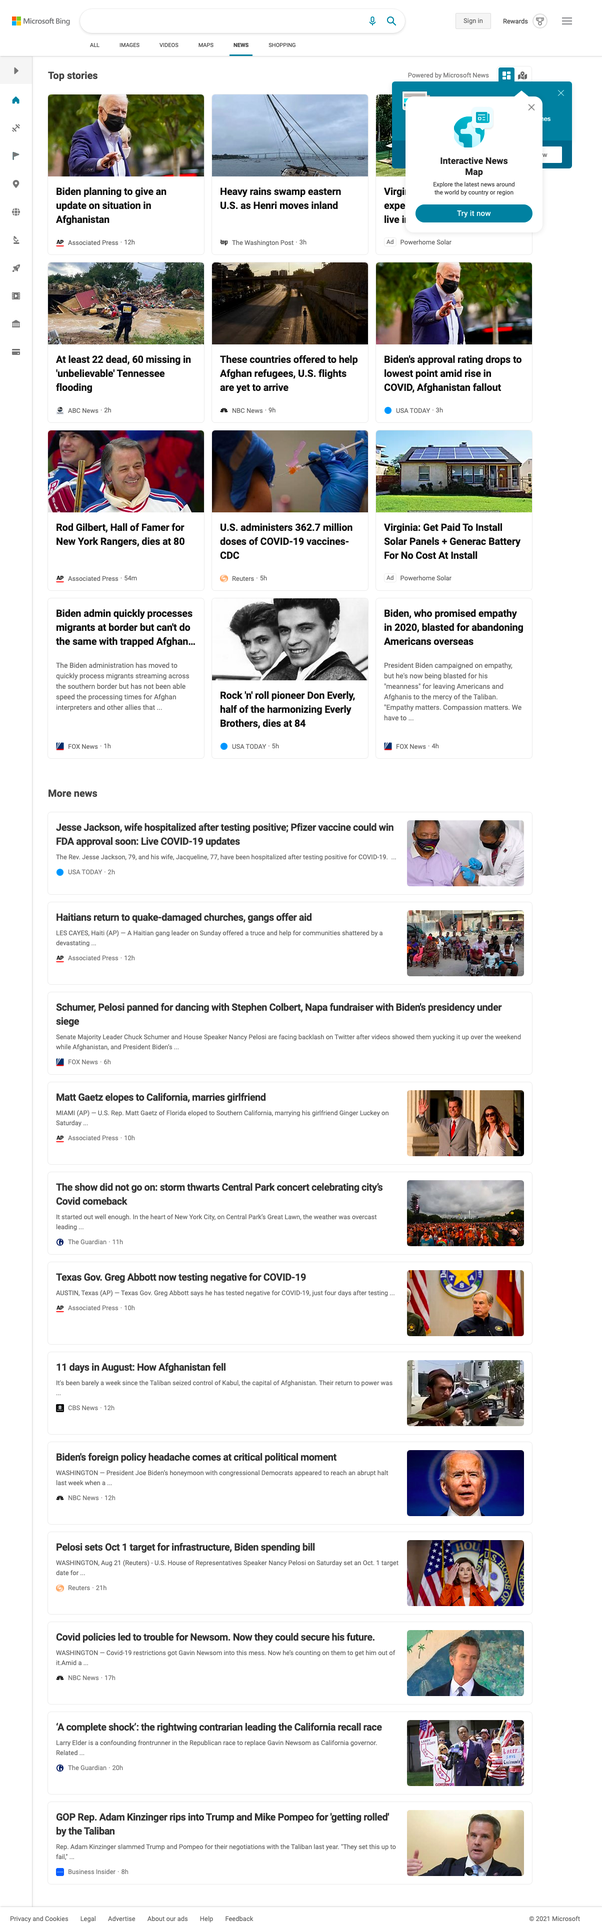 Microsoft Bing
Sign in
Rewards
ALL
IMAGES
VIDEOS
MAPS
NEWS
SHOPPING
Top stories
Powered by Microsoft News
Interactive News
Map
Explore the latest news around
the world by country or region
Try it now
Biden planning to give an
update on situation in
Afghanistan
AP Associated Press · 12h
Heavy rains swamp eastern
U.S. as Henri moves inland
wp The Washington Post · 3h
Ad Powerhome Solar
At least 22 dead, 60 missing in
'unbelievable' Tennessee
flooding
ABC News · 2h
These countries offered to help
Afghan refugees, U.S. flights
are yet to arrive
NBC News · 9h
Biden's approval rating drops to
lowest point amid rise in
COVID, Afghanistan fallout
USA TODAY · 3h
Rod Gilbert, Hall of Famer for
New York Rangers, dies at 80
AP Associated Press · 54m
U.S. administers 362.7 million
doses of COVID-19 vaccines-
CDC
Reuters · 5h
Virginia: Get Paid To Install
Solar Panels + Generac Battery
For No Cost At Install
Ad Powerhome Solar
Biden admin quickly processes
migrants at border but can't do
the same with trapped Afghan...
The Biden administration has moved to
quickly process migrants streaming across
the southern border but has not been able
speed the processing times for Afghan
interpreters and other allies that ...
FOX News · 1h
Rock 'n' roll pioneer Don Everly,
half of the harmonizing Everly
Brothers, dies at 84
USA TODAY · 5h
Biden, who promised empathy
in 2020, blasted for abandoning
Americans overseas
President Biden campaigned on empathy,
but he's now being blasted for his
"meanness" for leaving Americans and
Afghans to the mercy of the Taliban.
"Empathy matters. Compassion matters. We
have to ...
FOX News · 4h
More news
Jesse Jackson, wife hospitalized after testing positive; Pfizer vaccine could win
FDA approval soon: Live COVID-19 updates
The Rev. Jesse Jackson, 79, and his wife, Jacqueline, 77, have been hospitalized after testing positive for COVID-19. ...
USA TODAY · 2h
Haitians return to quake-damaged churches, gangs offer aid
LES CAYES, Haiti (AP) — A Haitian gang leader on Sunday offered a truce and help for communities shattered by a
devastating ...
AP Associated Press · 12h
Schumer, Pelosi panned for dancing with Stephen Colbert, Napa fundraiser with Biden's presidency under
siege
Senate Majority Leader Chuck Schumer and House Speaker Nancy Pelosi are facing backlash on Twitter after videos showed them yucking it up over the weekend
while Afghanistan, and President Biden's ...
FOX News · 6h
Matt Gaetz elopes to California, marries girlfriend
MIAMI (AP) — U.S. Rep. Matt Gaetz of Florida eloped to Southern California, marrying his girlfriend Ginger Luckey on
Saturday ...
AP Associated Press · 10h
The show did not go on: storm thwarts Central Park concert celebrating city's
Covid comeback
It started out well enough. In the heart of New York City, on Central Park's Great Lawn, the weather was overcast
leading ...
The Guardian · 11h
Texas Gov. Greg Abbott now testing negative for COVID-19
AUSTIN, Texas (AP) — Texas Gov. Greg Abbott says he has tested negative for COVID-19, just four days after testing ...
AP Associated Press · 10h
11 days in August: How Afghanistan fell
It's been barely a week since the Taliban seized control of Kabul, the capital of Afghanistan. Their return to power was
...
CBS News · 12h
Biden's foreign policy headache comes at critical political moment
WASHINGTON — President Joe Biden's honeymoon with congressional Democrats appeared to reach an abrupt halt
last week when a ...
NBC News · 12h
Pelosi sets Oct 1 target for infrastructure, Biden spending bill
WASHINGTON, Aug 21 (Reuters) - U.S. House of Representatives Speaker Nancy Pelosi on Saturday set an Oct. 1 target
date for ...
Reuters · 21h
Covid policies led to trouble for Newsom. Now they could secure his future.
WASHINGTON — Covid-19 restrictions got Gavin Newsom into this mess. Now he's counting on them to get him out of
it.Amid a ...
NBC News · 17h
'A complete shock': the rightwing contrarian leading the California recall race
Larry Elder is a confounding frontrunner in the Republican race to replace Gavin Newsom as California governor.
Related ...
The Guardian · 20h
GOP Rep. Adam Kinzinger rips into Trump and Mike Pompeo for 'getting rolled'
by the Taliban
Rep. Adam Kinzinger slammed Trump and Pompeo for their negotiations with the Taliban last year. "They set this up to
fail," ...
Business Insider · 8h
Privacy and Cookies
Legal
Advertise
About our ads
Help
Feedback
© 2021 Microsoft